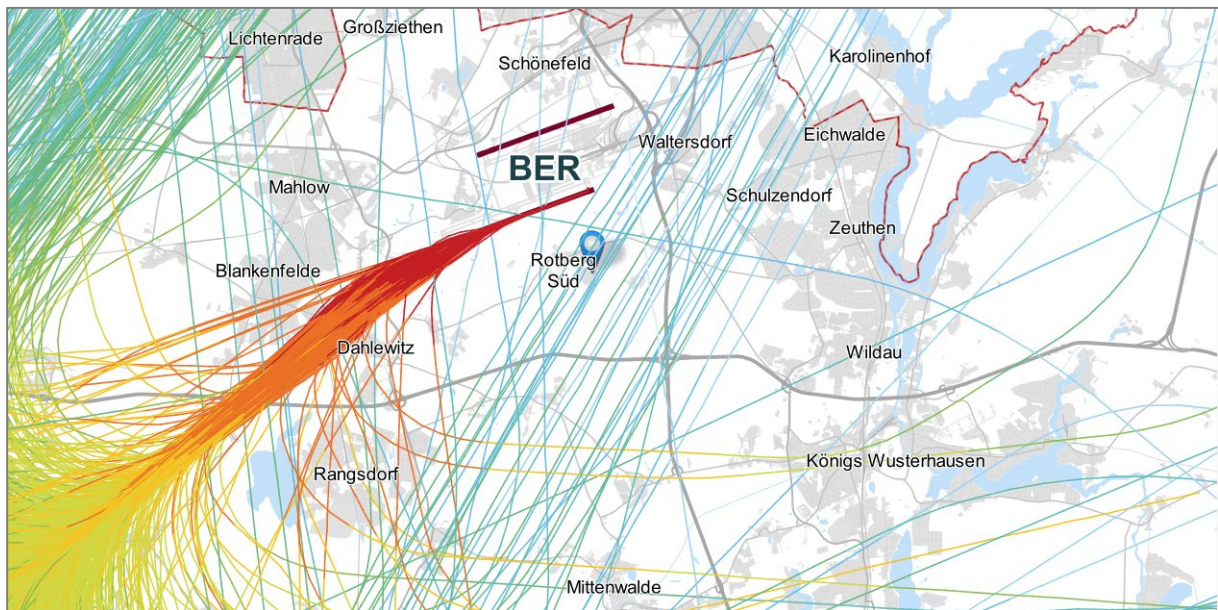 Großziethen
Lichtenrade
Schönefeld
Karolinenhof
Waltersdorf
Eichwalde
BER
Mahlow
Schulzendorf
Zeuthen
Blankenfelde
Rotberg
Süd
Dahlewitz
Wildau
Rangsdorf
Königs Wusterhausen
Mittenwalde